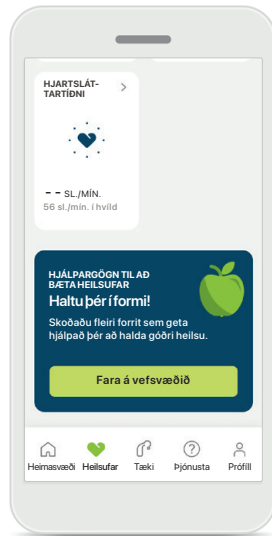 HJARTSLÁT-
TARTÍÐNI
- - SL./MÍN.
56 sl./mín. í hvíld
HJÁLPARGÖGN TIL AÐ
BÆTA HEILSUFAR
Haltu þér í formi!
Skoðaðu fleiri forrit sem geta
hjálpað þér að halda góðri heilsu.
Fara á vefsvæðið
Heimasvæði Heilsufar Tæki Þjónusta Prófíll